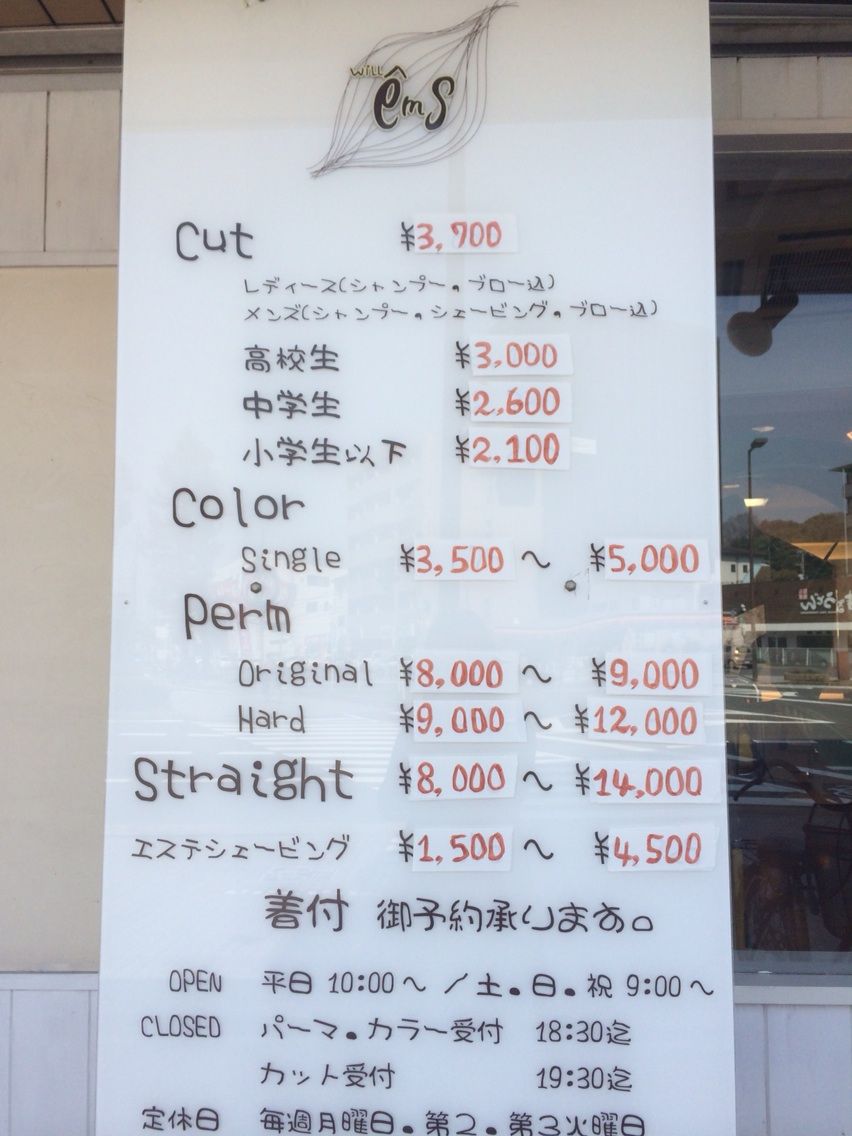 will
êms
Cut ¥3,700
レディース(シャンプー。ブロー込)
メンズ(シャンプー。シェービング。ブロー込)
高校生 ¥3,000
中学生 ¥2,600
小学生以下 ¥2,100
Color
Single ¥3,500 〜 ¥5,000
Perm
Original ¥8,000 〜 ¥9,000
Hard ¥9,000 〜 ¥12,000
Straight ¥8,000 〜 ¥14,000
エステシェービング ¥1,500 〜 ¥4,500
着付 御予約承ります。
OPEN 平日 10:00〜 / 土。日。祝 9:00〜
CLOSED パーマ。カラー受付 18:30迄
カット受付 19:30迄
定休日 毎週月曜日。第2。第3火曜日